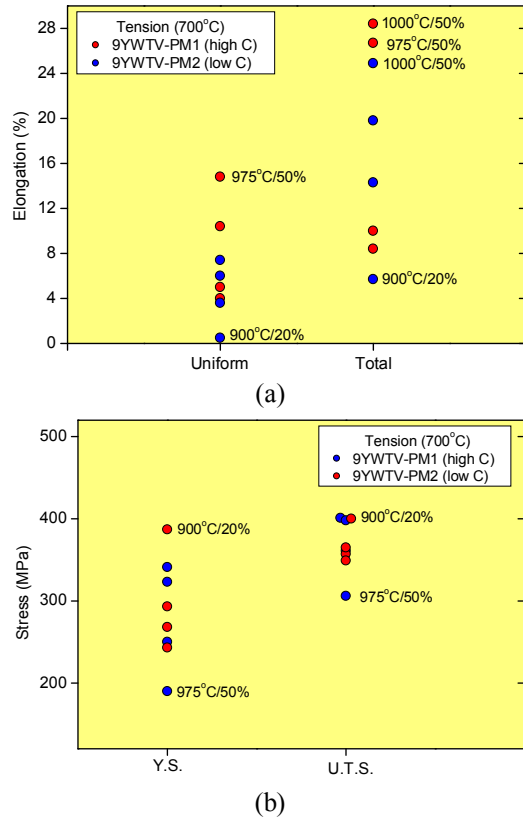 Tension (700°C)
9YWTV-PM1 (high C)
9YWTV-PM2 (low C)
1000°C/50%
975°C/50%
1000°C/50%
975°C/50%
900°C/20%
900°C/20%
28
24
20
16
12
8
4
0
Elongation (%)
Uniform Total
(a)
Tension (700°C)
9YWTV-PM1 (high C)
9YWTV-PM2 (low C)
900°C/20%
900°C/20%
975°C/50%
975°C/50%
500
400
300
200
Stress (MPa)
Y.S. U.T.S.
(b)